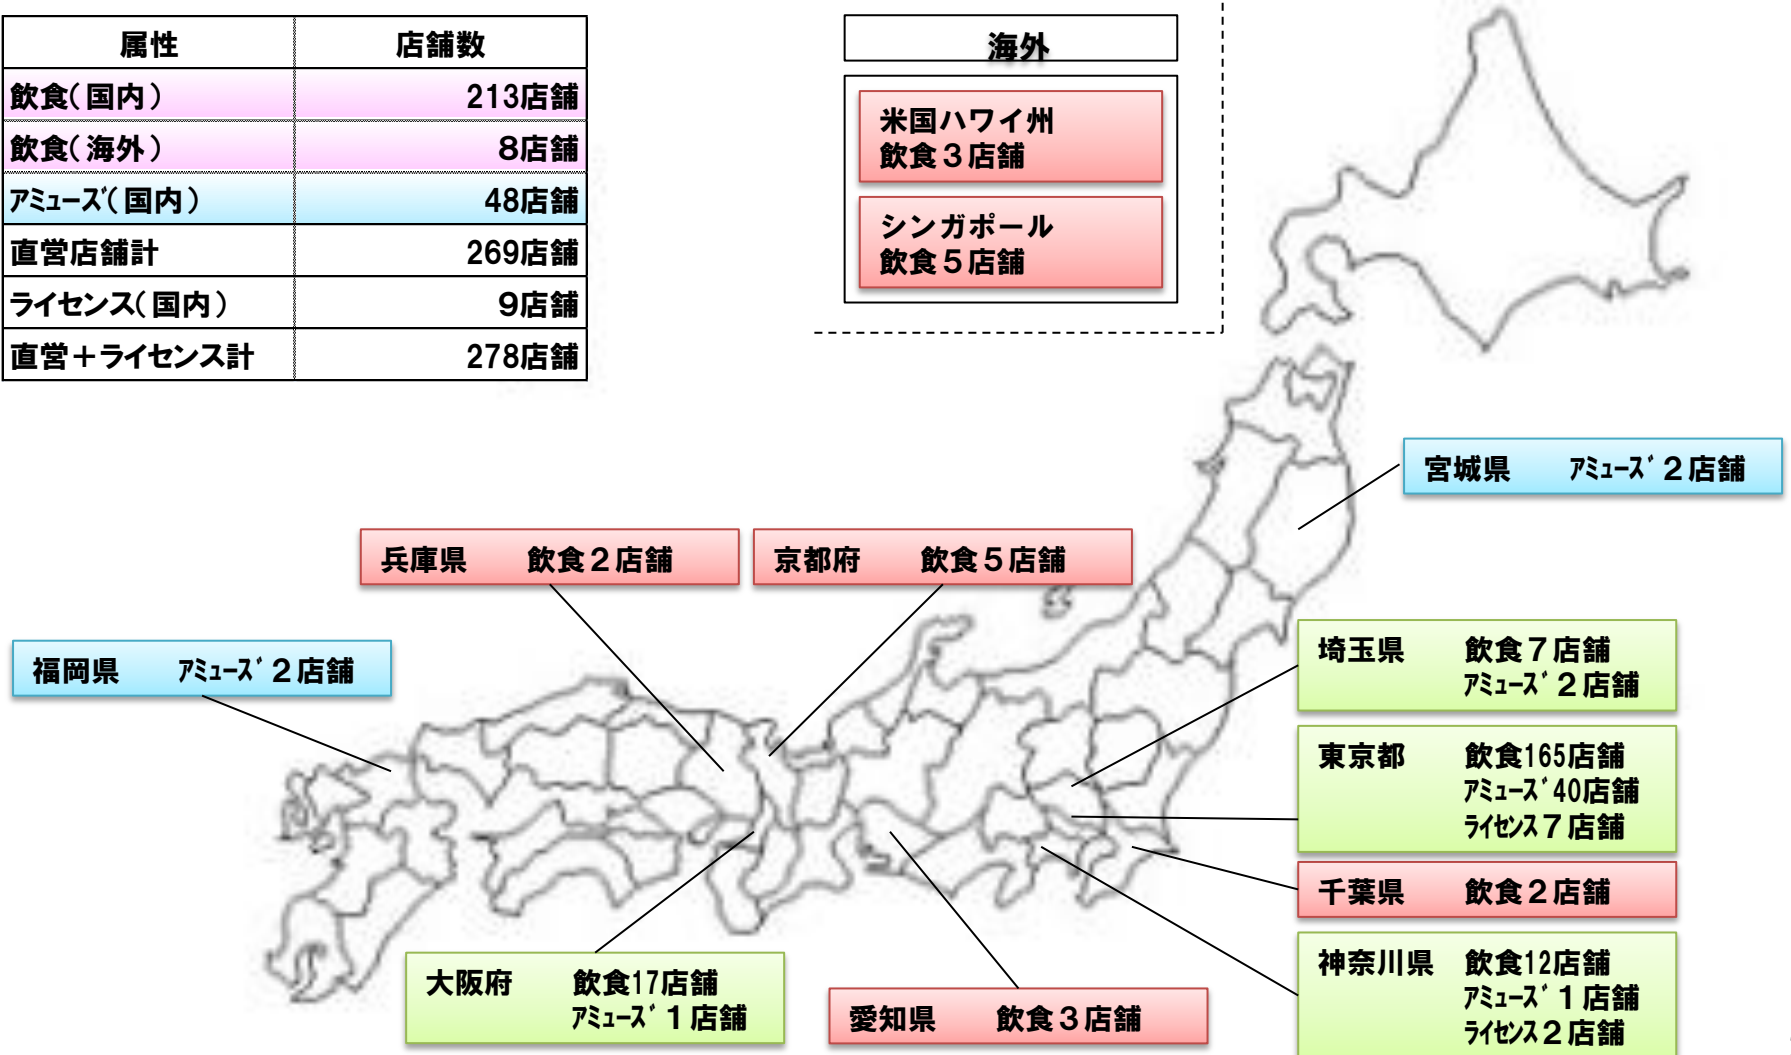 属性 店舗数
飲食(国内) 213店舗
飲食(海外) 8店舗
ｱﾐｭｰｽﾞ(国内) 48店舗
直営店舗計 269店舗
ライセンス(国内) 9店舗
直営＋ライセンス計 278店舗
海外
米国ハワイ州
飲食３店舗
シンガポール
飲食５店舗
宮城県 ｱﾐｭｰｽﾞ２店舗
兵庫県 飲食２店舗
京都府 飲食５店舗
福岡県 ｱﾐｭｰｽﾞ２店舗
埼玉県 飲食７店舗
ｱﾐｭｰｽﾞ２店舗
東京都 飲食165店舗
ｱﾐｭｰｽﾞ40店舗
ﾗｲｾﾝｽ７店舗
千葉県 飲食２店舗
神奈川県 飲食12店舗
ｱﾐｭｰｽﾞ１店舗
ﾗｲｾﾝｽ２店舗
大阪府 飲食17店舗
ｱﾐｭｰｽﾞ１店舗
愛知県 飲食３店舗